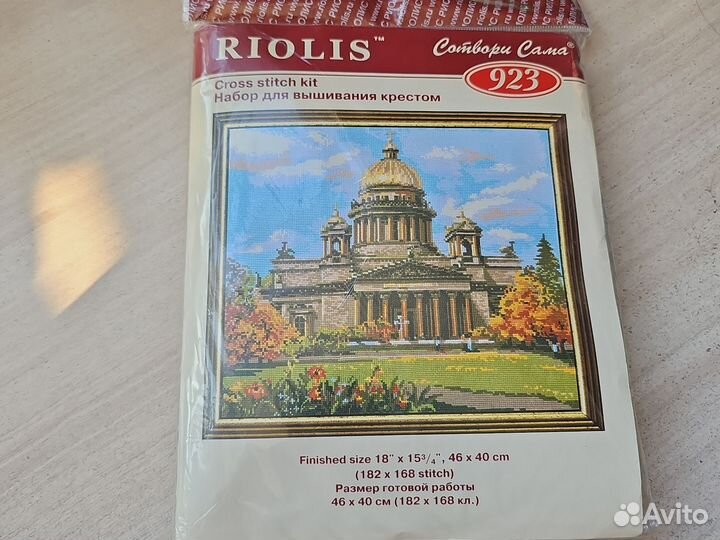 RIOLIS™
Сотвори Сама®
923
Cross stitch kit
Набор для вышивания крестом
Finished size 18" x 15³/₄", 46 x 40 cm
(182 x 168 stitch)
Размер готовой работы
46 x 40 см (182 x 168 кл.)
Avito